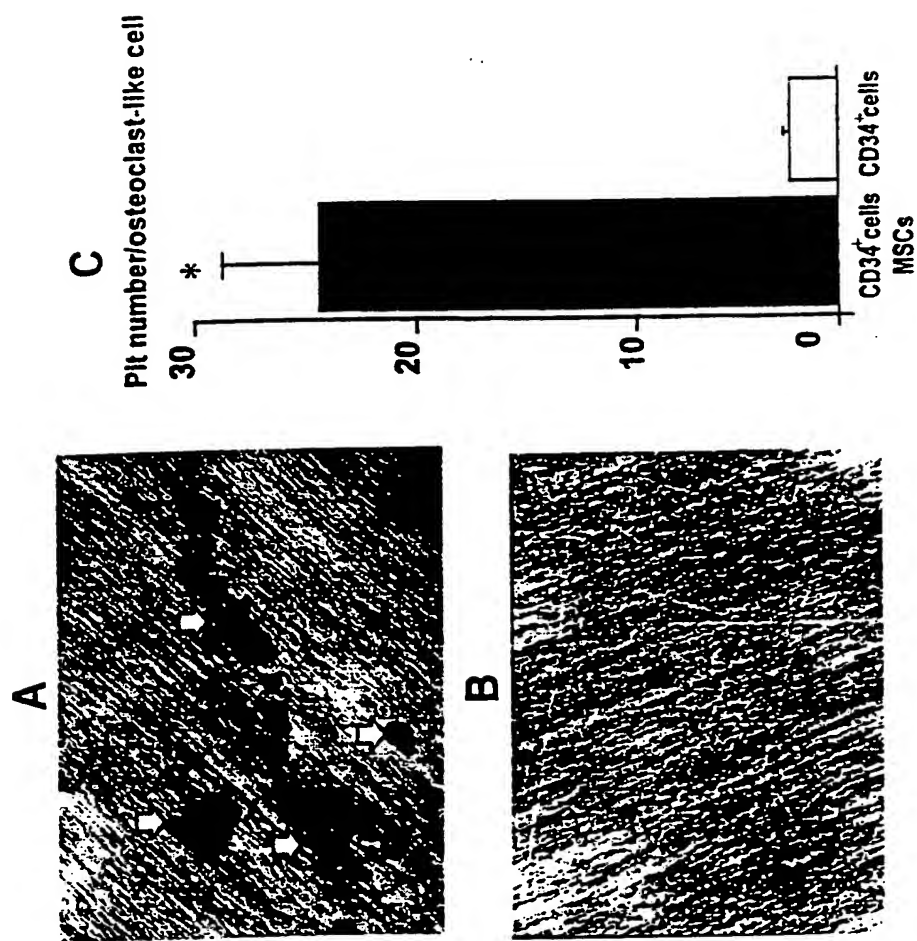 A
B
C
PIt number/osteoclast-like cell
30
*
20
10
0
CD34⁺cells CD34⁺cells
MSCs